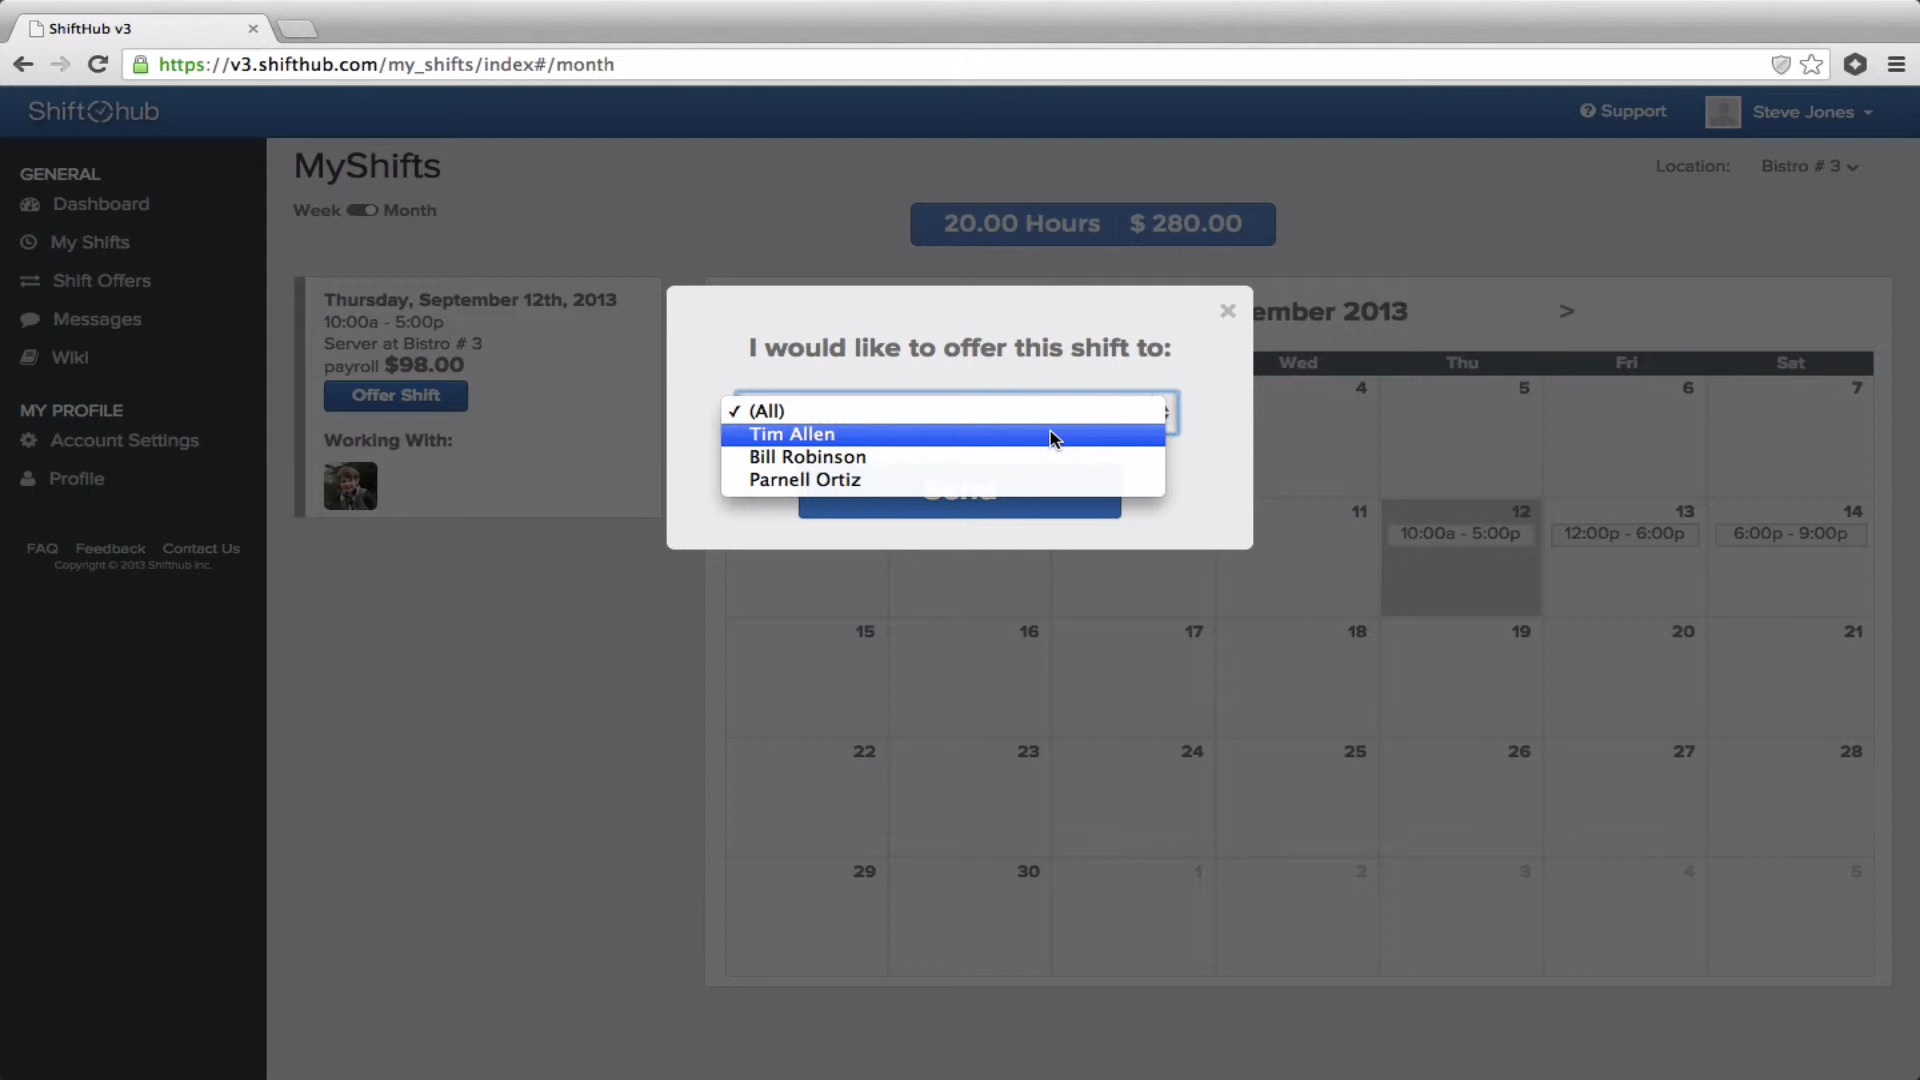 ShiftHub v3
https://v3.shifthub.com/my_shifts/index#/month
Shift hub
Support
Steve Jones
GENERAL
Dashboard
My Shifts
Shift Offers
Messages
Wiki
MY PROFILE
Account Settings
Profile
FAQ Feedback Contact Us
Copyright © 2013 Shifthub Inc.
MyShifts
Location: Bistro # 3
Week Month
20.00 Hours $ 280.00
Thursday, September 12th, 2013
10:00a - 5:00p
Server at Bistro # 3
payroll $98.00
Offer Shift
Working With:
ember 2013 >
Wed Thu Fri Sat
4 5 6 7
11 12 13 14
10:00a - 5:00p 12:00p - 6:00p 6:00p - 9:00p
15 16 17 18 19 20 21
22 23 24 25 26 27 28
29 30 1 2 3 4 5
×
I would like to offer this shift to:
✓ (All)
Tim Allen
Bill Robinson
Parnell Ortiz
Send